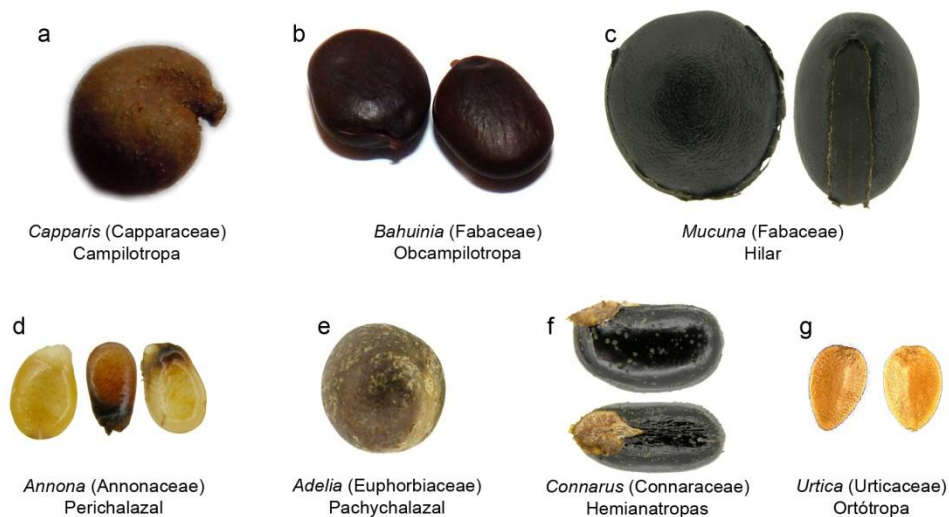 a
b
c
Capparis (Capparaceae)
Campilotropa
Bahuinia (Fabaceae)
Obcampilotropa
Mucuna (Fabaceae)
Hilar
d
e
f
g
Annona (Annonaceae)
Perichalazal
Adelia (Euphorbiaceae)
Pachychalazal
Connarus (Connaraceae)
Hemianatropas
Urtica (Urticaceae)
Ortótropa